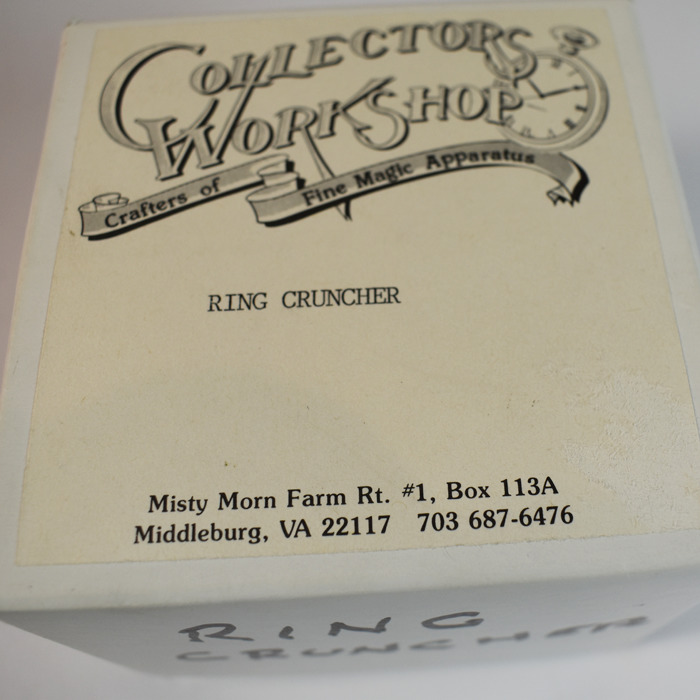 COLLECTORS
WORKSHOP
Crafters of Fine Magic Apparatus
RING CRUNCHER
Misty Morn Farm Rt. #1, Box 113A
Middleburg, VA 22117 703 687-6476
RING
CRUNCHER